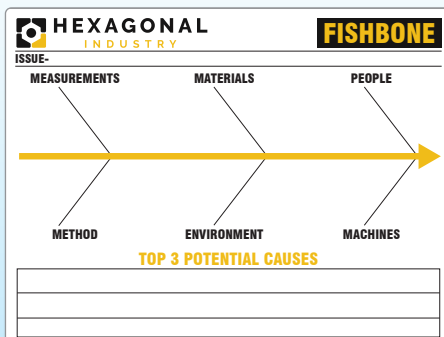 HEXAGONAL
INDUSTRY
FISHBONE
ISSUE-
MEASUREMENTS MATERIALS PEOPLE
METHOD ENVIRONMENT MACHINES
TOP 3 POTENTIAL CAUSES